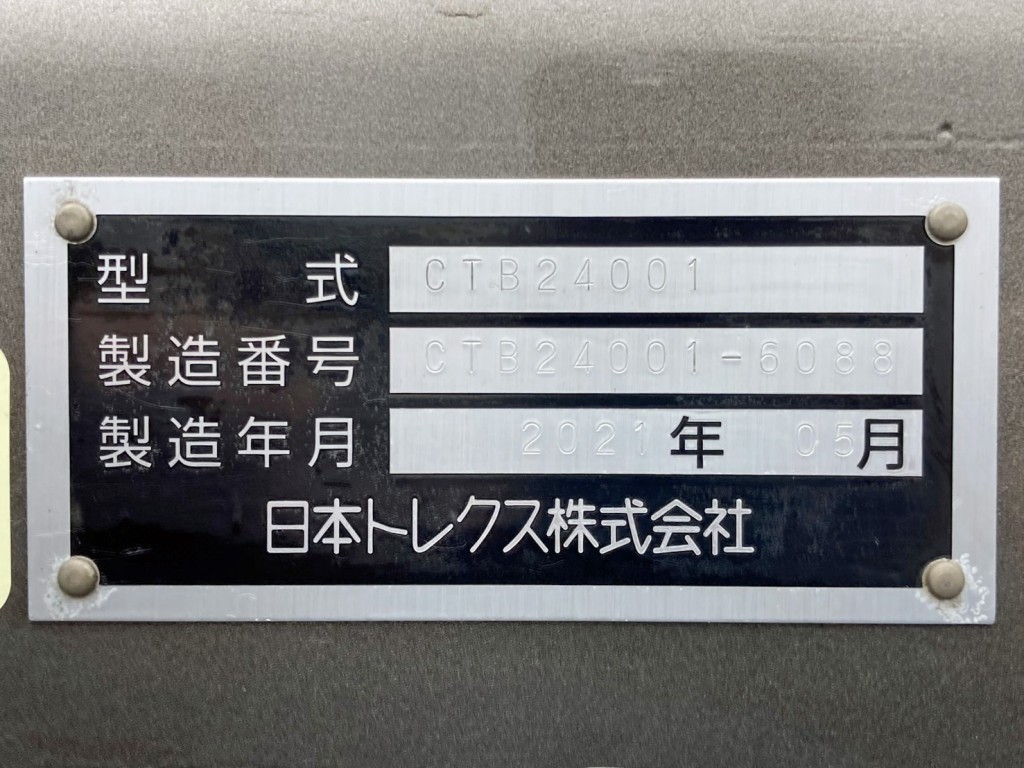 型式 CTB24001
製造番号 CTB24001-6088
製造年月 2021年 05月
日本トレクス株式会社